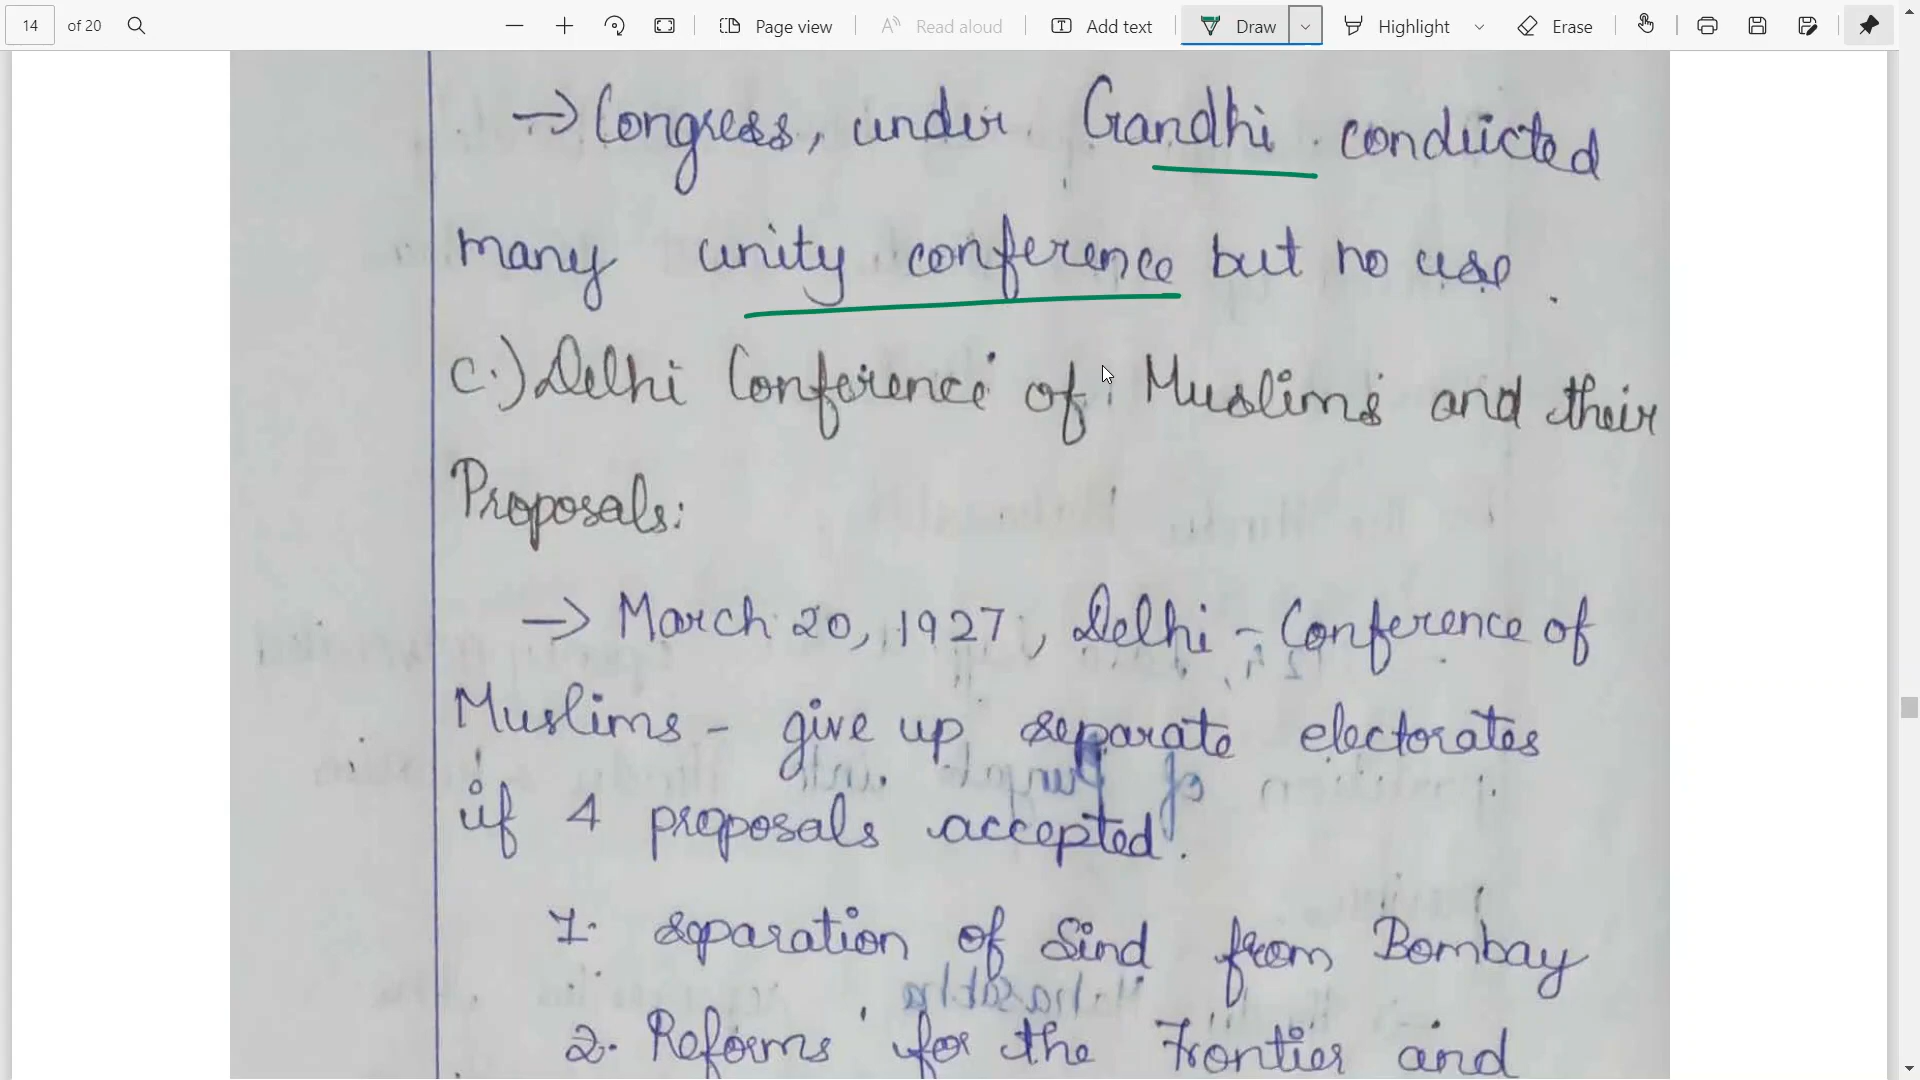 14 of 20 Page view Read aloud Add text Draw Highlight Erase
→ Congress, under Gandhi conducted
many unity conference but no use.
C.) Delhi Conference of Muslims and their
Proposals:
→ March 20, 1927, Delhi - Conference of
Muslims - give up separate electorates
if 4 proposals accepted.
1. separation of Sind from Bombay
2. Reforms for the Frontier and